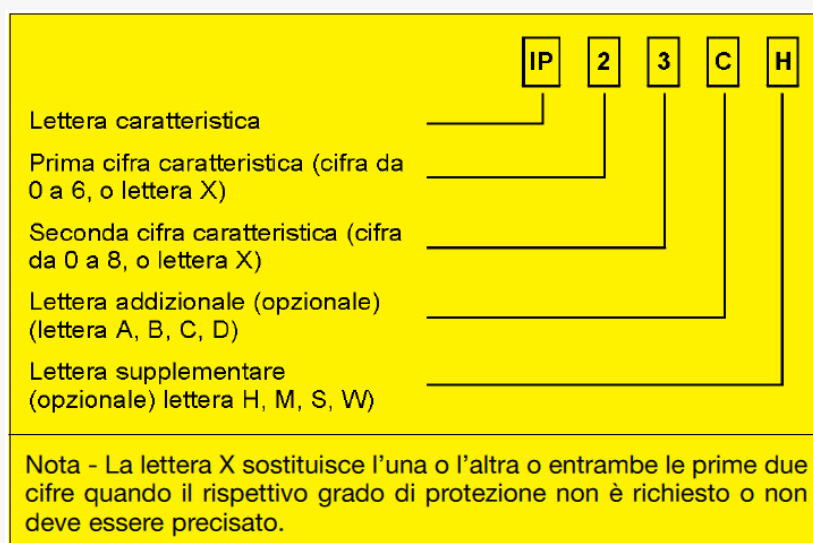 IP 2 3 C H
Lettera caratteristica
Prima cifra caratteristica (cifra da
0 a 6, o lettera X)
Seconda cifra caratteristica (cifra
da 0 a 8, o lettera X)
Lettera addizionale (opzionale)
(lettera A, B, C, D)
Lettera supplementare
(opzionale) lettera H, M, S, W)
Nota - La lettera X sostituisce l’una o l’altra o entrambe le prime due
cifre quando il rispettivo grado di protezione non è richiesto o non
deve essere precisato.